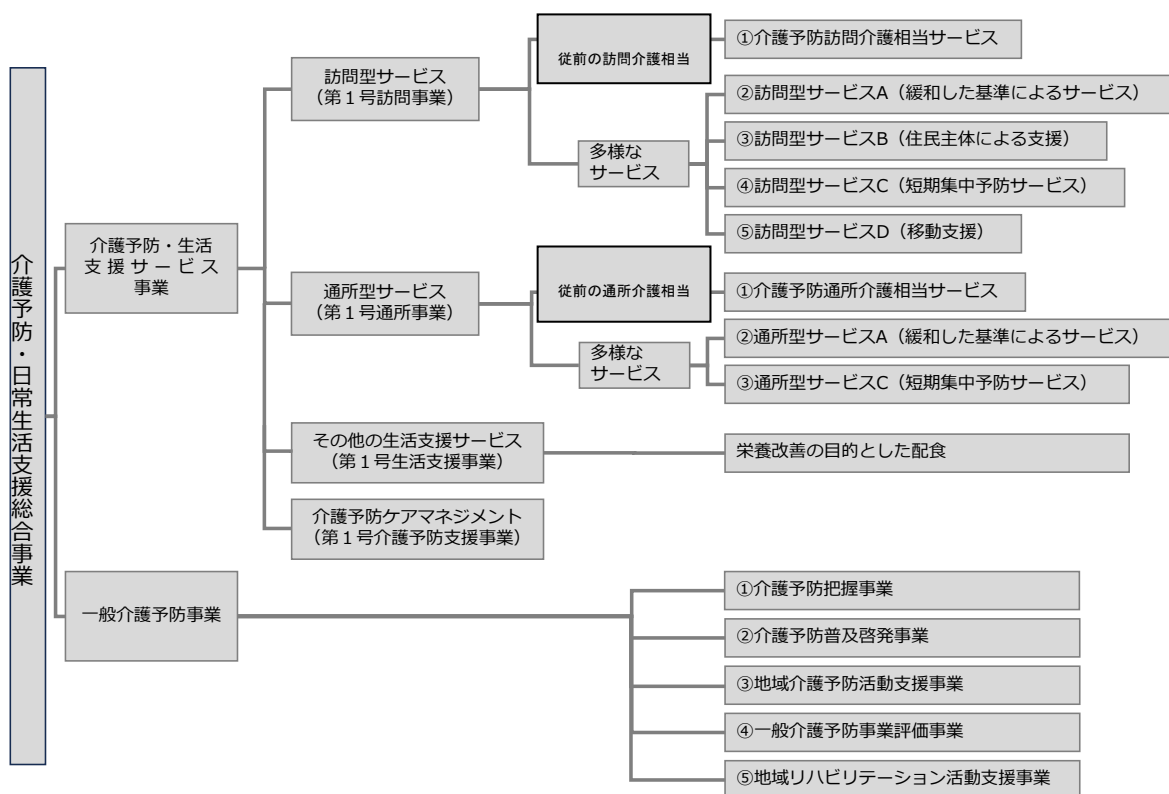 介護予防・日常生活支援総合事業
介護予防・生活
支援サービス
事業
訪問型サービス
(第1号訪問事業)
従前の訪問介護相当
①介護予防訪問介護相当サービス
多様な
サービス
②訪問型サービスA(緩和した基準によるサービス)
③訪問型サービスB(住民主体による支援)
④訪問型サービスC(短期集中予防サービス)
⑤訪問型サービスD(移動支援)
通所型サービス
(第1号通所事業)
従前の通所介護相当
①介護予防通所介護相当サービス
多様な
サービス
②通所型サービスA(緩和した基準によるサービス)
③通所型サービスC(短期集中予防サービス)
その他の生活支援サービス
(第1号生活支援事業)
栄養改善の目的とした配食
介護予防ケアマネジメント
(第1号介護予防支援事業)
一般介護予防事業
①介護予防把握事業
②介護予防普及啓発事業
③地域介護予防活動支援事業
④一般介護予防事業評価事業
⑤地域リハビリテーション活動支援事業